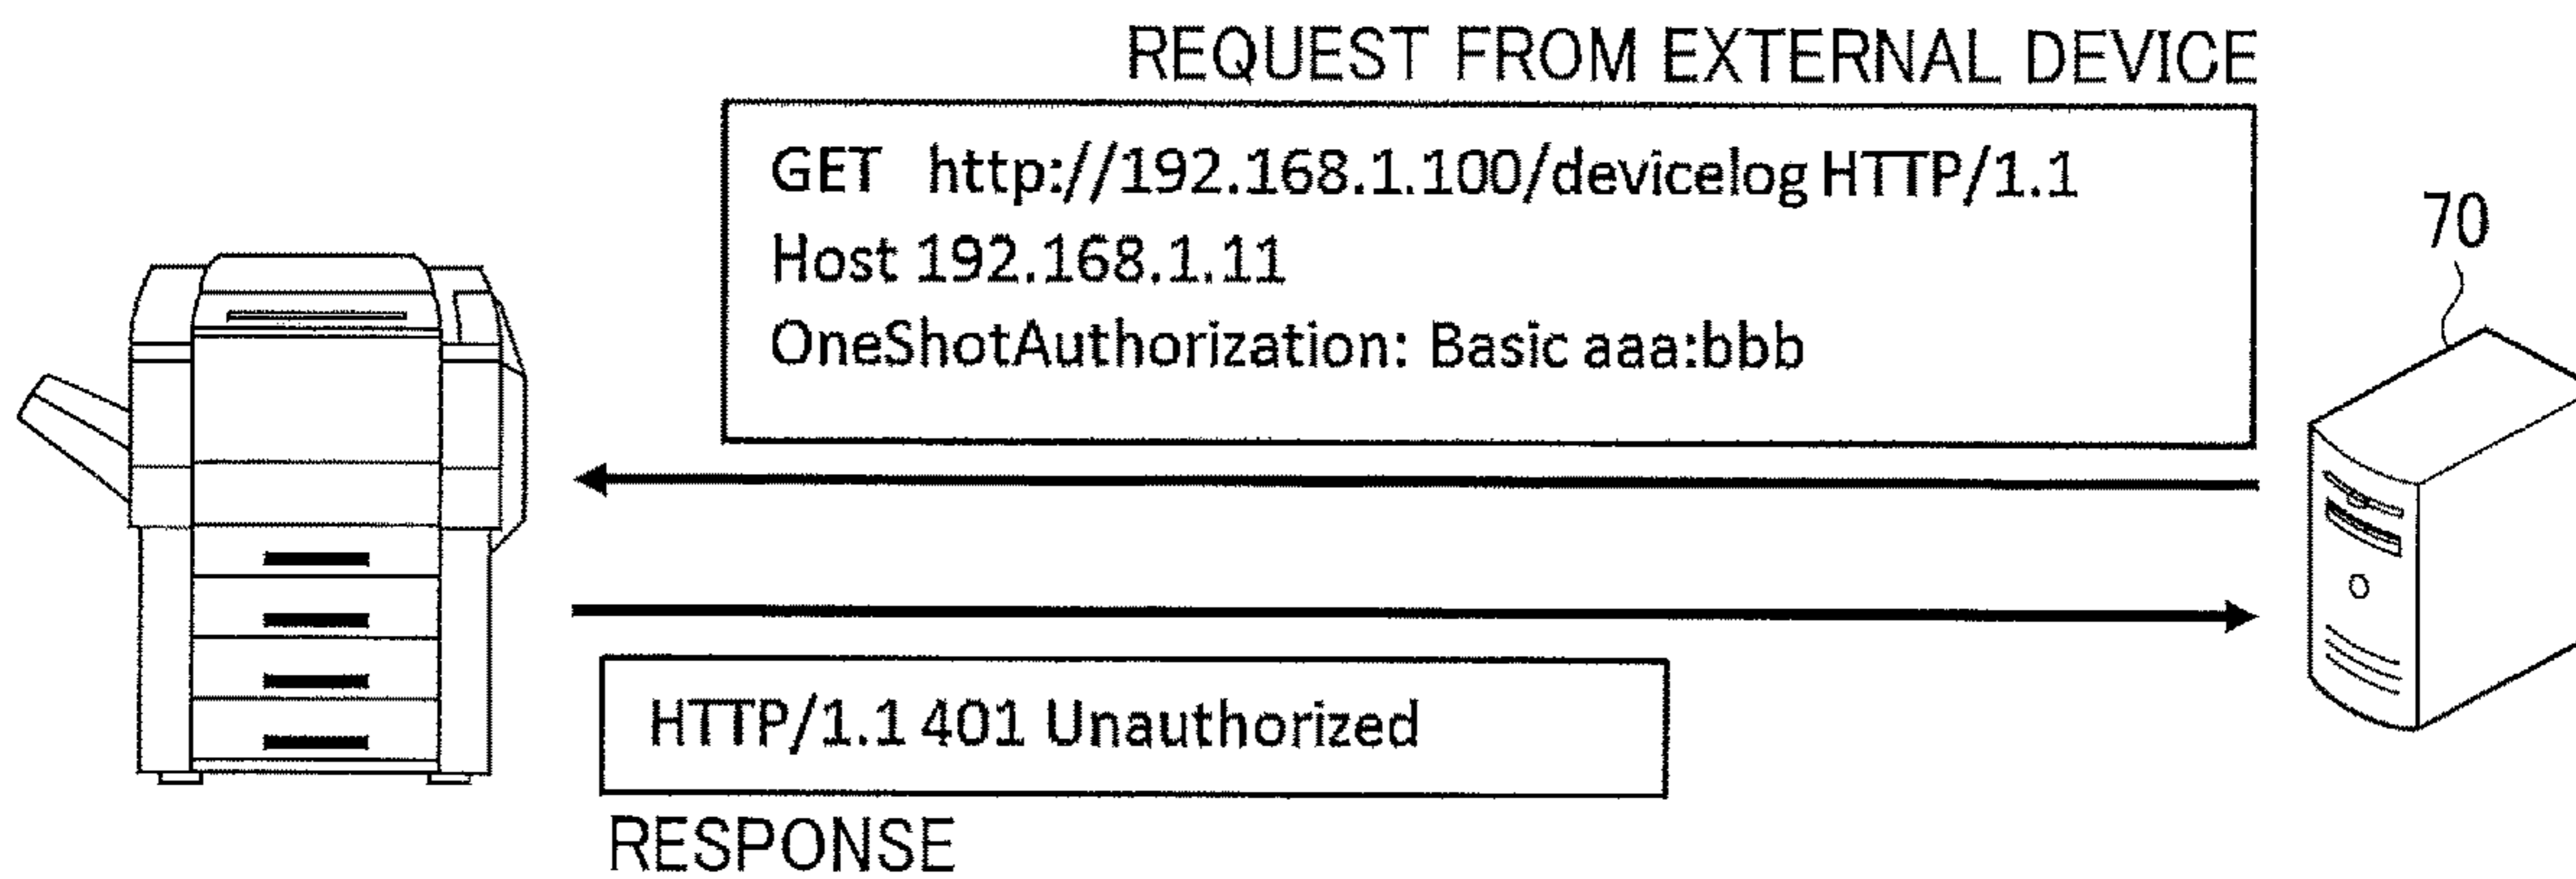 REQUEST FROM EXTERNAL DEVICE
GET http://192.168.1.100/devicelog HTTP/1.1
Host 192.168.1.11
OneShotAuthorization: Basic aaa:bbb
70
HTTP/1.1 401 Unauthorized
RESPONSE